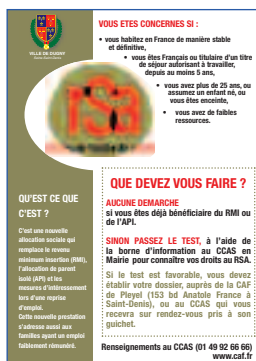 VILLE DE DUGNY
Seine-Saint-Denis
VOUS ETES CONCERNES SI :
• vous habitez en France de manière stable
et définitive,
• vous êtes Français ou titulaire d'un titre
de séjour autorisant à travailler,
depuis au moins 5 ans,
• vous avez plus de 25 ans, ou
assumez un enfant né, ou
vous êtes enceinte,
• vous avez de faibles
ressources.
rSa
QU'EST CE QUE
C'EST ?
C'est une nouvelle
allocation sociale qui
remplace le revenu
minimum insertion (RMI),
l'allocation de parent
isolé (API) et les
mesures d'intéressement
lors d'une reprise
d'emploi.
Cette nouvelle prestation
s'adresse aussi aux
familles ayant un emploi
faiblement rémunéré.
QUE DEVEZ VOUS FAIRE ?
AUCUNE DEMARCHE
si vous êtes déjà bénéficiaire du RMI ou
de l'API.
SINON PASSEZ LE TEST, à l'aide de
la borne d'information au CCAS en
Mairie pour connaître vos droits au RSA.
Si le test est favorable, vous devez
établir votre dossier, auprès de la CAF
de Pleyel (153 bd Anatole France à
Saint-Denis), ou au CCAS qui vous
recevra sur rendez-vous pris à son
guichet.
Renseignements au CCAS (01 49 92 66 66)
www.caf.fr